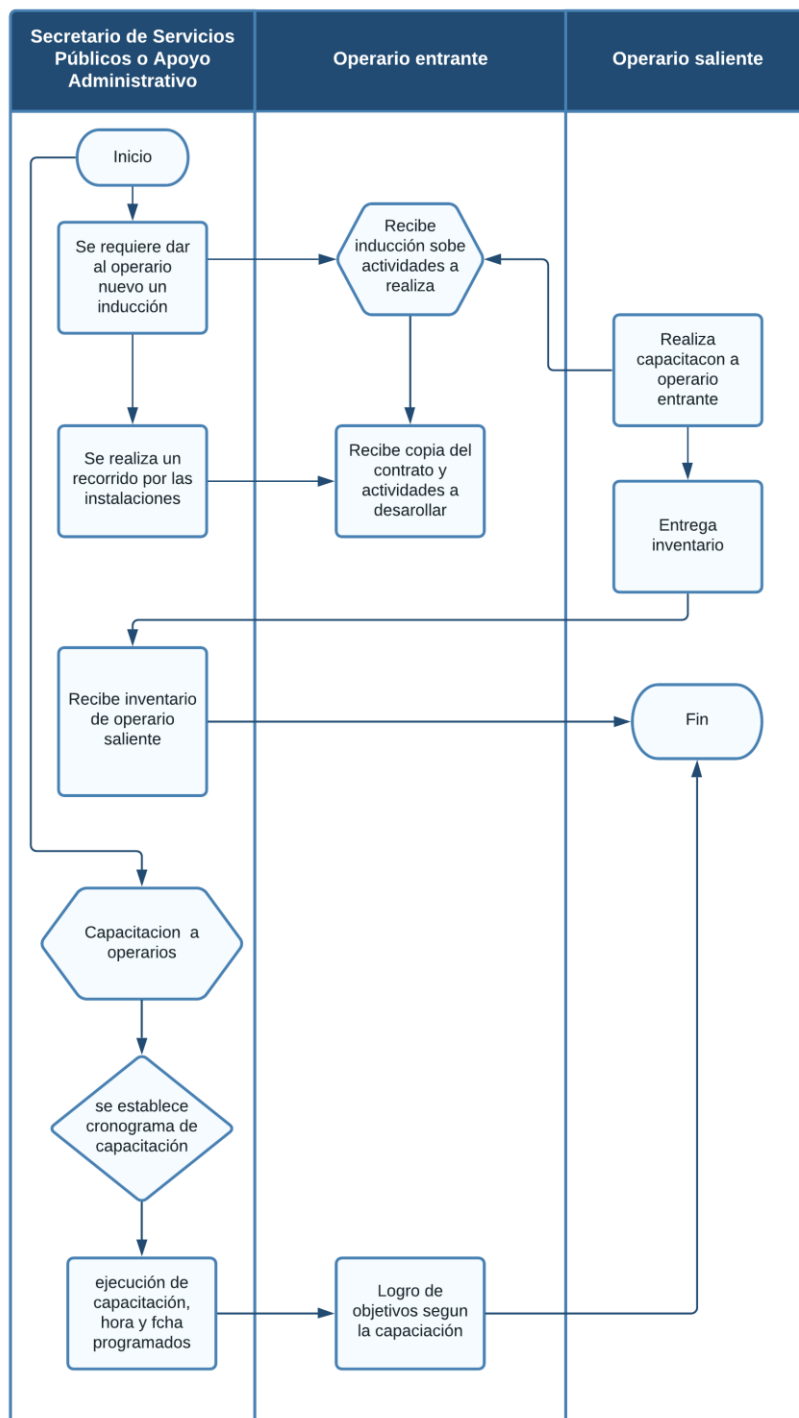 Secretario de Servicios
Públicos o Apoyo
Administrativo
Operario entrante
Operario saliente
Inicio
Se requiere dar
al operario
nuevo un
inducción
Recibe
inducción sobe
actividades a
realiza
Realiza
capacitacon a
operario
entrante
Se realiza un
recorrido por las
instalaciones
Recibe copia del
contrato y
actividades a
desarollar
Entrega
inventario
Recibe inventario
de operario
saliente
Fin
Capacitacion a
operarios
se establece
cronograma de
capacitación
ejecución de
capacitación,
hora y fcha
programados
Logro de
objetivos segun
la capaciación